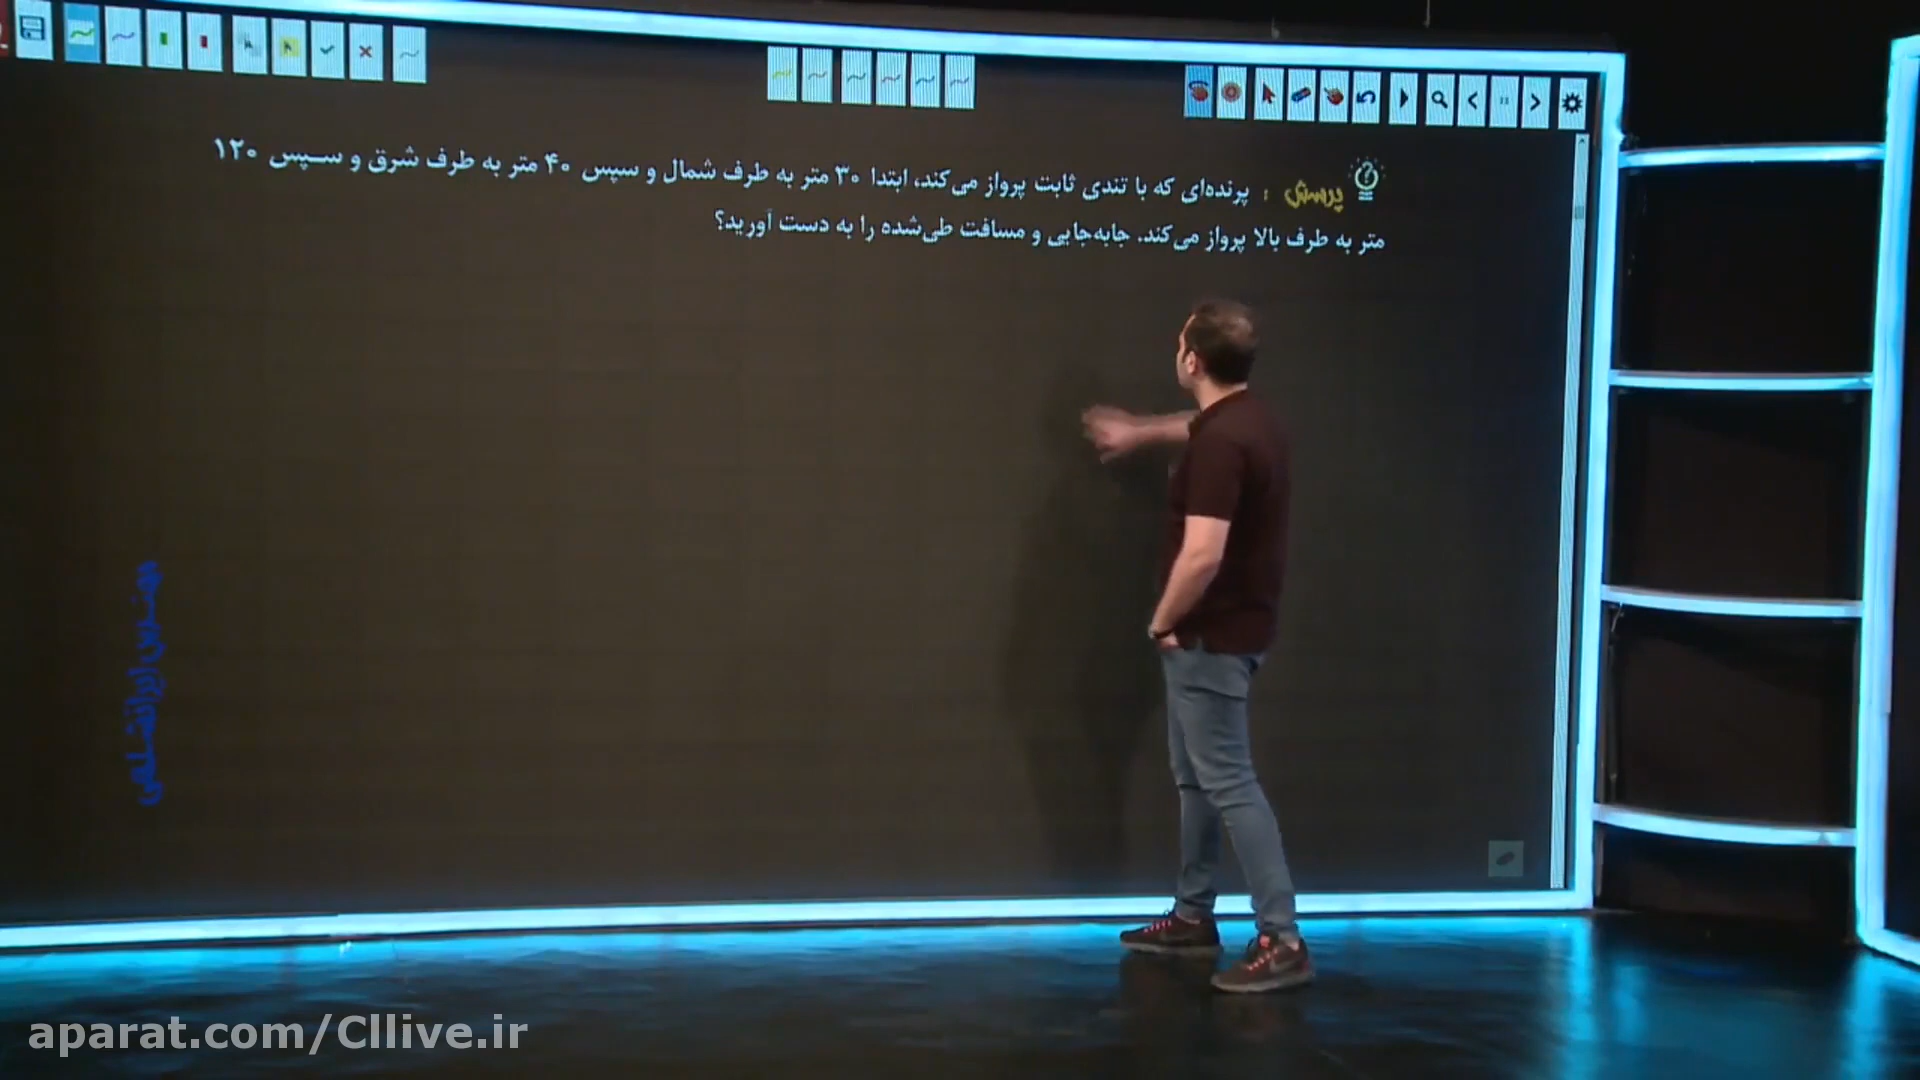 پرسش : پرنده‌ای که با تندی ثابت پرواز می‌کند، ابتدا ۳۰ متر به طرف شمال و سپس ۴۰ متر به طرف شرق و سپس ۱۲۰
متر به طرف بالا پرواز می‌کند. جابه‌جایی و مسافت طی‌شده را به دست آورید؟
aparat.com/Cllive.ir